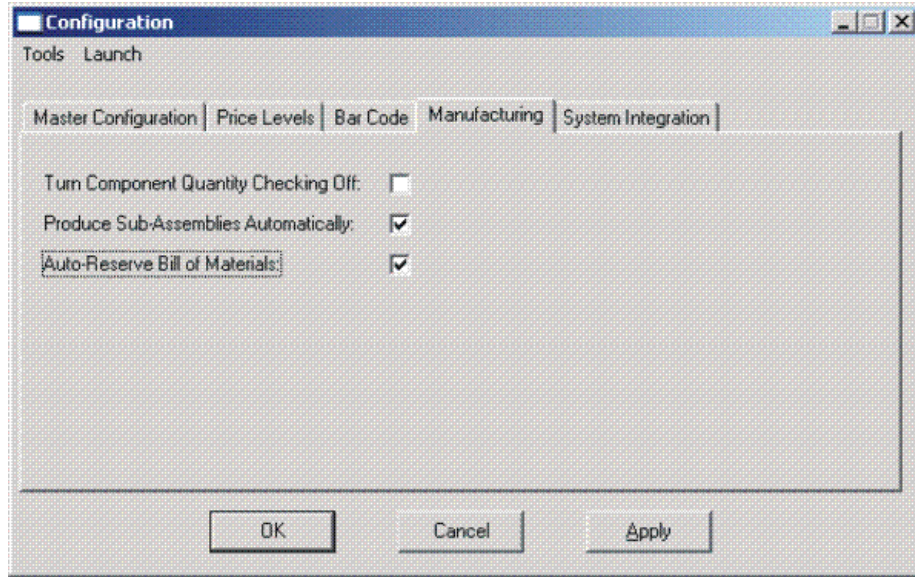 Configuration
Tools Launch
Master Configuration Price Levels Bar Code Manufacturing System Integration
Turn Component Quantity Checking Off:
Produce Sub-Assemblies Automatically:
Auto-Reserve Bill of Materials:
OK Cancel Apply